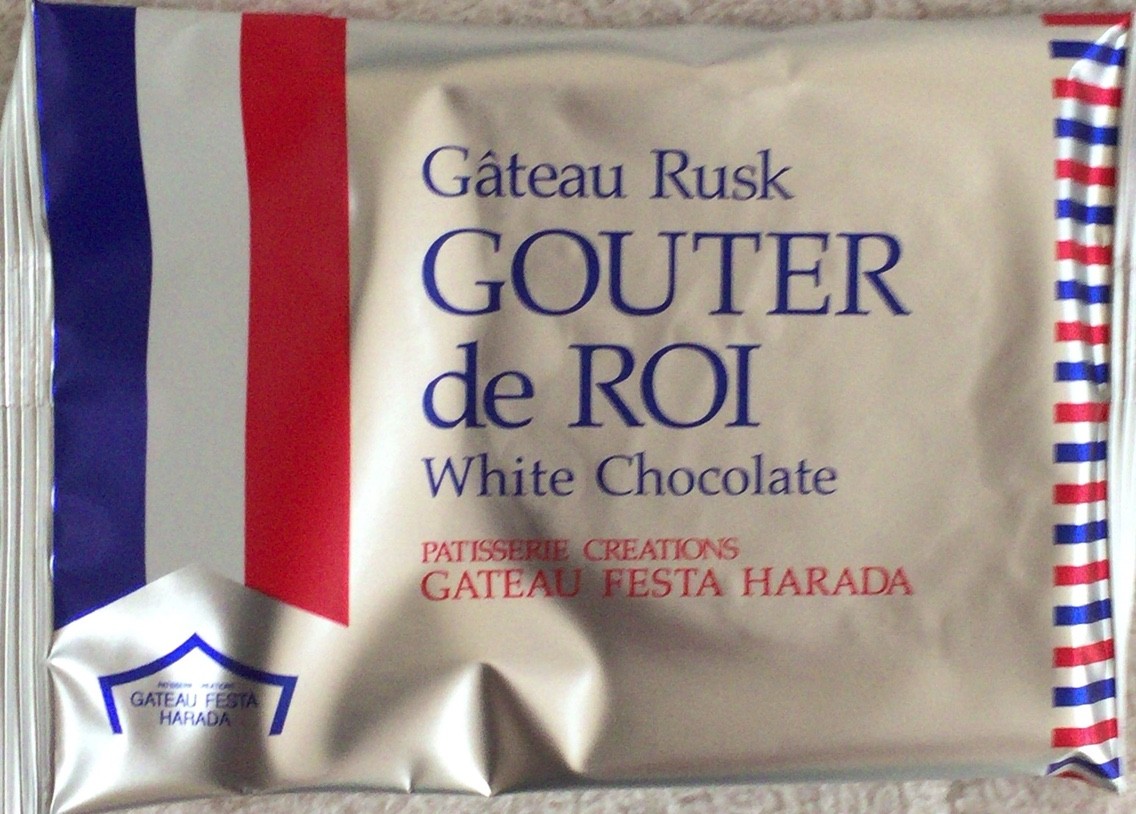 Gâteau Rusk
GOUTER
de ROI
White Chocolate
PATISSERIE CREATIONS
GATEAU FESTA HARADA
GATEAU FESTA
HARADA